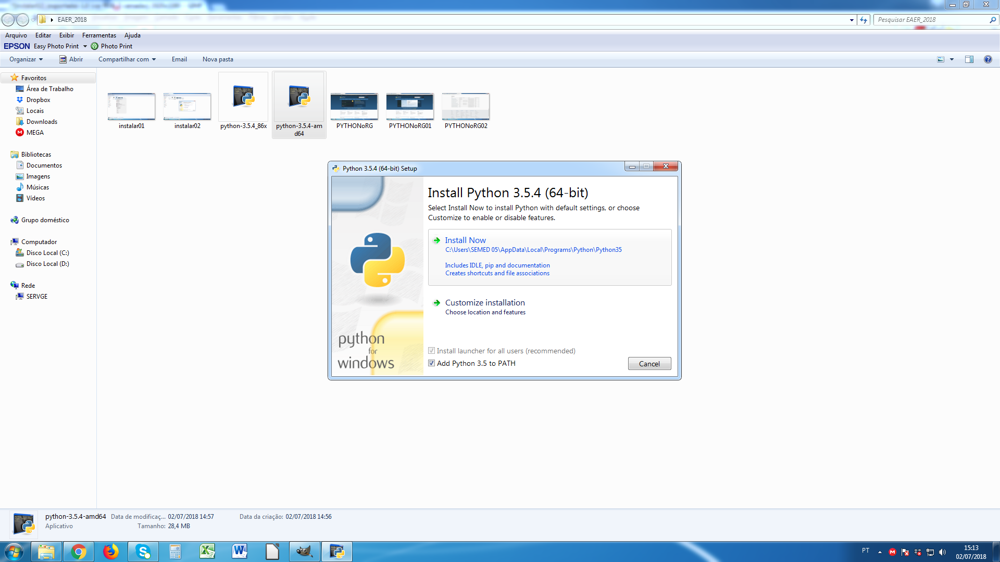 EAER_2018
Pesquisar EAER_2018
Arquivo Editar Exibir Ferramentas Ajuda
EPSON Easy Photo Print Photo Print
Organizar Abrir Compartilhar com Email Nova pasta
Favoritos
Área de Trabalho
Dropbox
Locais
Downloads
MEGA
Bibliotecas
Documentos
Imagens
Músicas
Vídeos
Grupo doméstico
Computador
Disco Local (C:)
Disco Local (D:)
Rede
SERVGE
instalar01
instalar02
python-3.5.4_86x
python-3.5.4-am
d64
PYTHONoRG
PYTHONoRG01
PYTHONoRG02
Python 3.5.4 (64-bit) Setup
Install Python 3.5.4 (64-bit)
Select Install Now to install Python with default settings, or choose
Customize to enable or disable features.
Install Now
C:\Users\SEMED 05\AppData\Local\Programs\Python\Python35
Includes IDLE, pip and documentation
Creates shortcuts and file associations
Customize installation
Choose location and features
python
for
windows
Install launcher for all users (recommended)
Add Python 3.5 to PATH
Cancel
python-3.5.4-amd64 Data de modificaç... 02/07/2018 14:57 Data da criação: 02/07/2018 14:56
Aplicativo Tamanho: 28,4 MB
PT
15:13
02/07/2018